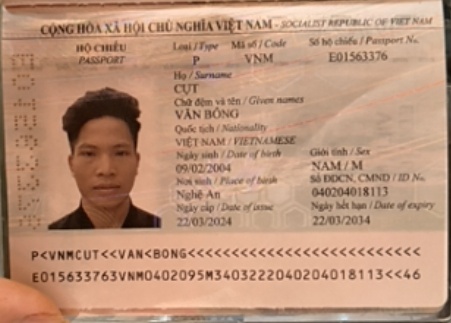 CỘNG HÒA XÃ HỘI CHỦ NGHĨA VIỆT NAM - SOCIALIST REPUBLIC OF VIET NAM
HỘ CHIẾU Loại / Type Mã số / Code Số hộ chiếu / Passport No.
PASSPORT P VNM E01563376
Họ / Surname
CỤT
Chữ đệm và tên / Given names
VĂN BÔNG
Quốc tịch / Nationality
VIỆT NAM / VIETNAMESE
Ngày sinh / Date of birth Giới tính / Sex
09/02/2004 NAM / M
Nơi sinh / Place of birth Số ĐDCN, CMND / ID No.
Nghệ An 040204018113
Ngày cấp / Date of issue Ngày hết hạn / Date of expiry
22/03/2024 22/03/2034
P<VNMCUT<<VAN<BONG<<<<<<<<<<<<<<<<<<<<<<<<<<
E015633763VNM0402095M3403222040204018113<<46